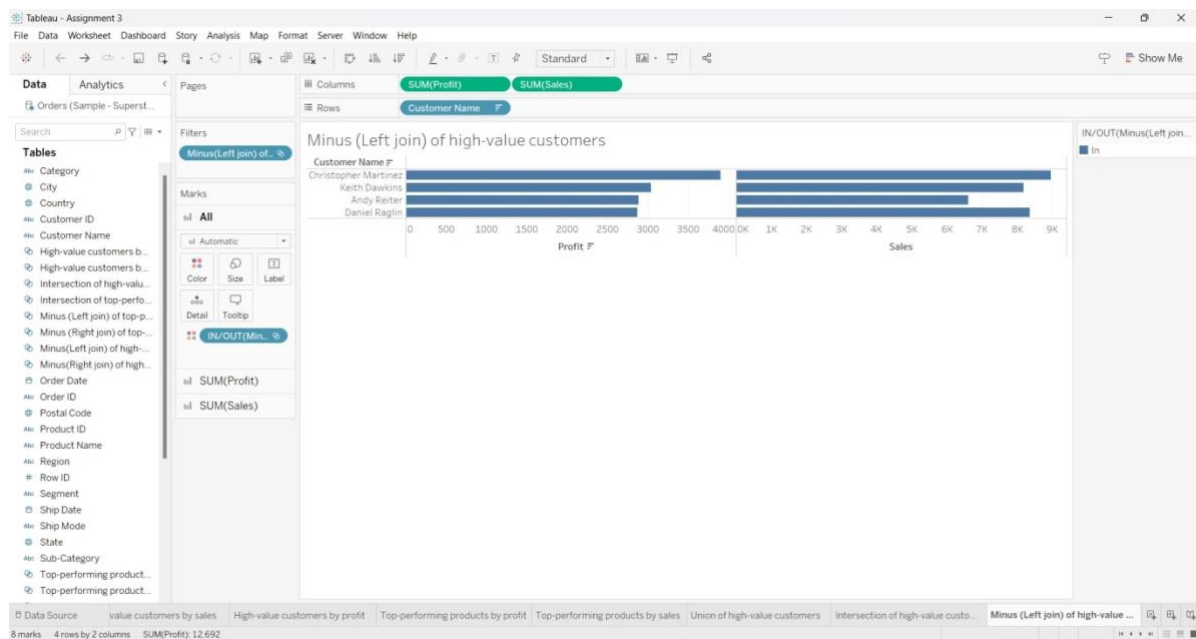 Tableau - Assignment 3
File Data Worksheet Dashboard Story Analysis Map Format Server Window Help
Standard
Show Me
Data Analytics
Orders (Sample - Superst...
Search
Tables
Abc Category
City
Country
Abc Customer ID
Abc Customer Name
High-value customers b...
High-value customers b...
Intersection of high-valu...
Intersection of top-perfo...
Minus (Left join) of top-p...
Minus (Right join) of top-...
Minus(Left join) of high-...
Minus(Right join) of high...
Order Date
Abc Order ID
Postal Code
Abc Product ID
Abc Product Name
Abc Region
# Row ID
Abc Segment
Ship Date
Abc Ship Mode
State
Abc Sub-Category
Top-performing product...
Top-performing product...
Pages
Filters
Minus(Left join) of...
Marks
All
Automatic
Color Size Label
Detail Tooltip
IN/OUT(Min...
SUM(Profit)
SUM(Sales)
Columns SUM(Profit) SUM(Sales)
Rows Customer Name
Minus (Left join) of high-value customers
Customer Name
Christopher Martinez
Keith Dawkins
Andy Reiter
Daniel Raglin
0 500 1000 1500 2000 2500 3000 3500 4000 0K 1K 2K 3K 4K 5K 6K 7K 8K 9K
Profit Sales
IN/OUT(Minus(Left join...
In
Data Source value customers by sales High-value customers by profit Top-performing products by profit Top-performing products by sales Union of high-value customers Intersection of high-value custo... Minus (Left join) of high-value ...
8 marks 4 rows by 2 columns SUM(Profit): 12,692